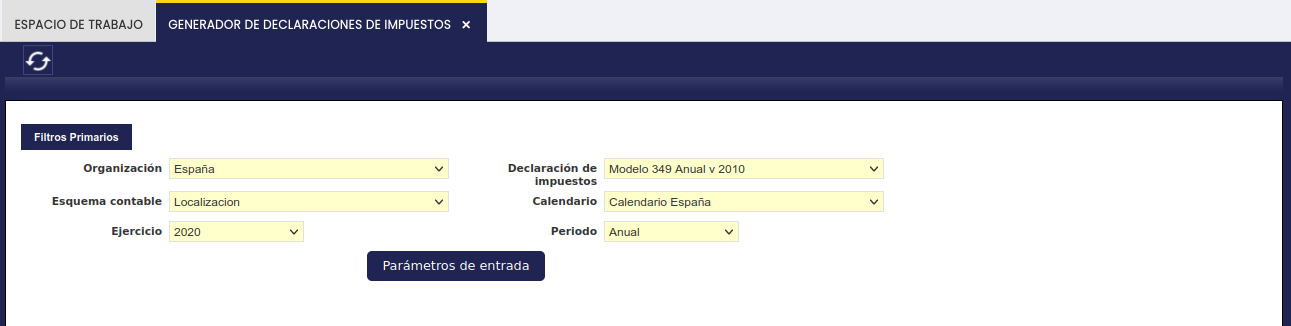 ESPACIO DE TRABAJO
GENERADOR DE DECLARACIONES DE IMPUESTOS ×
Filtros Primarios
Organización España
Declaración de impuestos Modelo 349 Anual v 2010
Esquema contable Localizacion
Calendario Calendario España
Ejercicio 2020
Periodo Anual
Parámetros de entrada